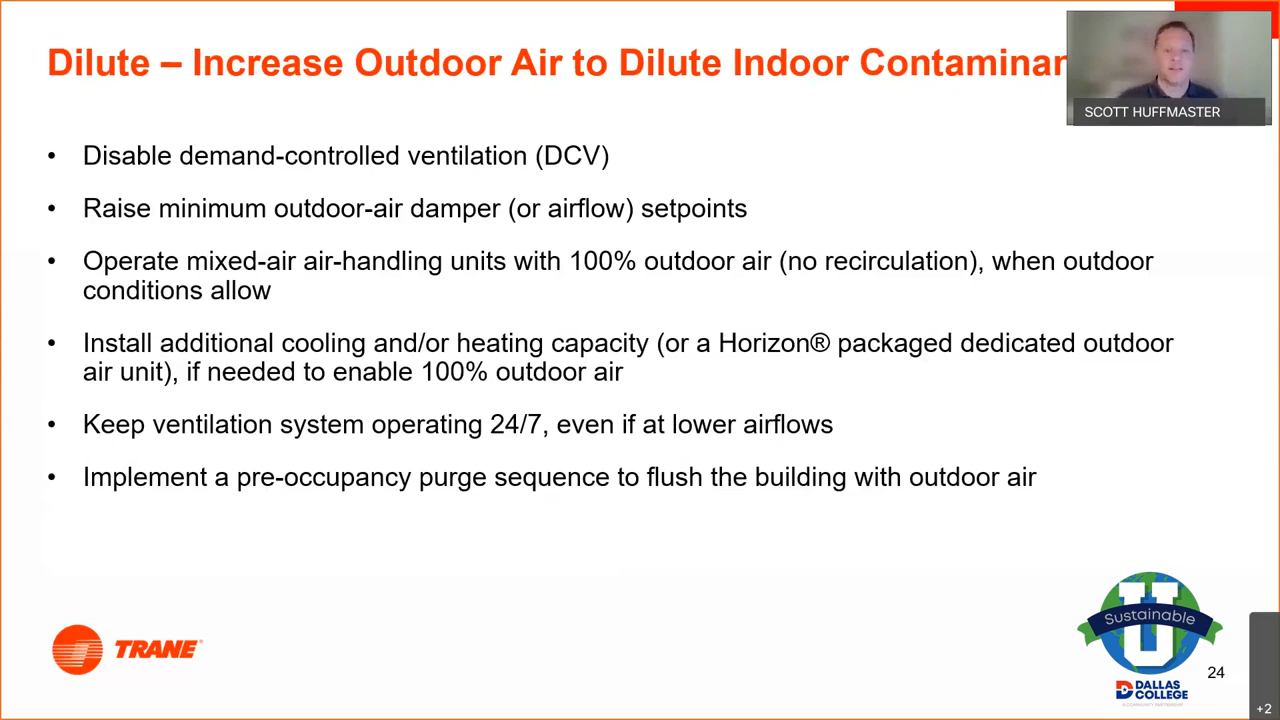 Dilute – Increase Outdoor Air to Dilute Indoor Contaminan
SCOTT HUFFMASTER
• Disable demand-controlled ventilation (DCV)
• Raise minimum outdoor-air damper (or airflow) setpoints
• Operate mixed-air air-handling units with 100% outdoor air (no recirculation), when outdoor
conditions allow
• Install additional cooling and/or heating capacity (or a Horizon® packaged dedicated outdoor
air unit), if needed to enable 100% outdoor air
• Keep ventilation system operating 24/7, even if at lower airflows
• Implement a pre-occupancy purge sequence to flush the building with outdoor air
TRANE
U
Sustainable
DALLAS
COLLEGE
A COMMUNITY PARTNERSHIP
24
+2